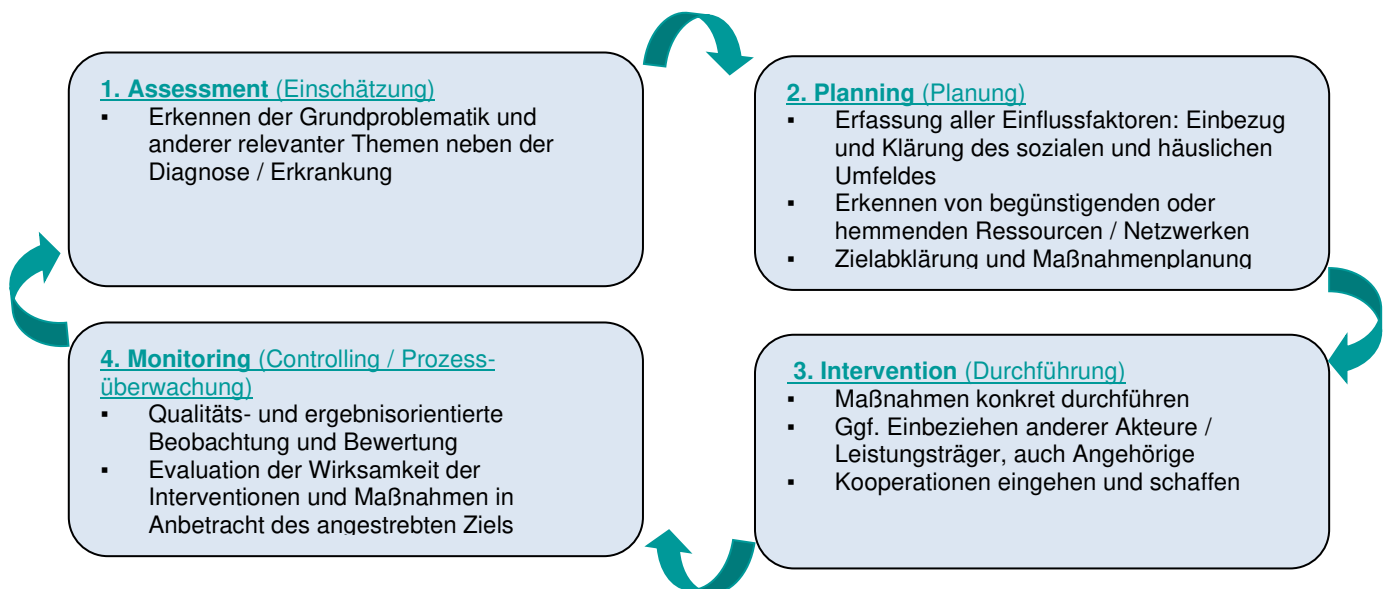 1. Assessment (Einschätzung)
▪ Erkennen der Grundproblematik und
anderer relevanter Themen neben der
Diagnose / Erkrankung
2. Planning (Planung)
▪ Erfassung aller Einflussfaktoren: Einbezug
und Klärung des sozialen und häuslichen
Umfeldes
▪ Erkennen von begünstigenden oder
hemmenden Ressourcen / Netzwerken
▪ Zielabklärung und Maßnahmenplanung
3. Intervention (Durchführung)
▪ Maßnahmen konkret durchführen
▪ Ggf. Einbeziehen anderer Akteure /
Leistungsträger, auch Angehörige
▪ Kooperationen eingehen und schaffen
4. Monitoring (Controlling / Prozess-
überwachung)
▪ Qualitäts- und ergebnisorientierte
Beobachtung und Bewertung
▪ Evaluation der Wirksamkeit der
Interventionen und Maßnahmen in
Anbetracht des angestrebten Ziels